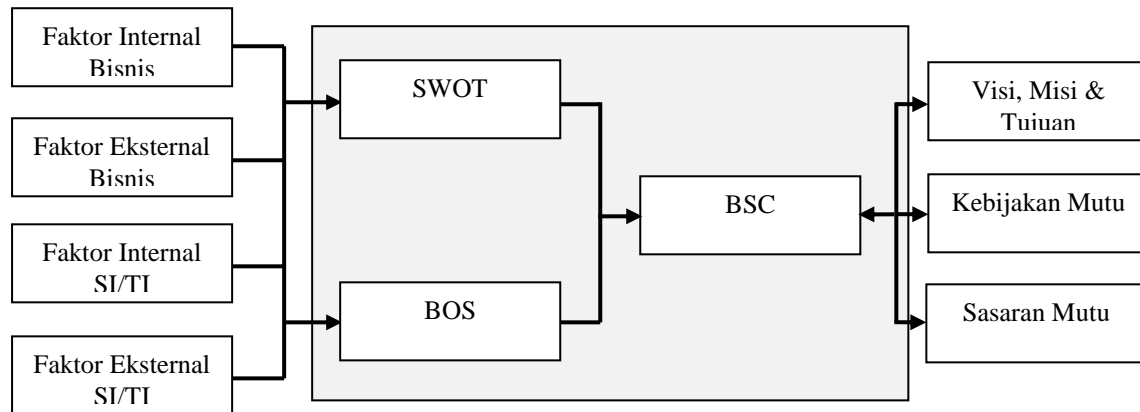 Faktor Internal
Bisnis
Faktor Eksternal
Bisnis
Faktor Internal
SI/TI
Faktor Eksternal
SI/TI
SWOT
BOS
BSC
Visi, Misi &
Tujuan
Kebijakan Mutu
Sasaran Mutu